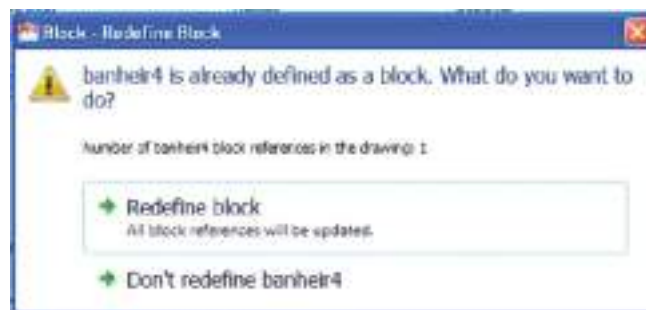 Block - Redefine Block
banheir4 is already defined as a block. What do you want to
do?
Number of banheir4 block references in the drawing: 1
Redefine block
All block references will be updated.
Don't redefine banheir4